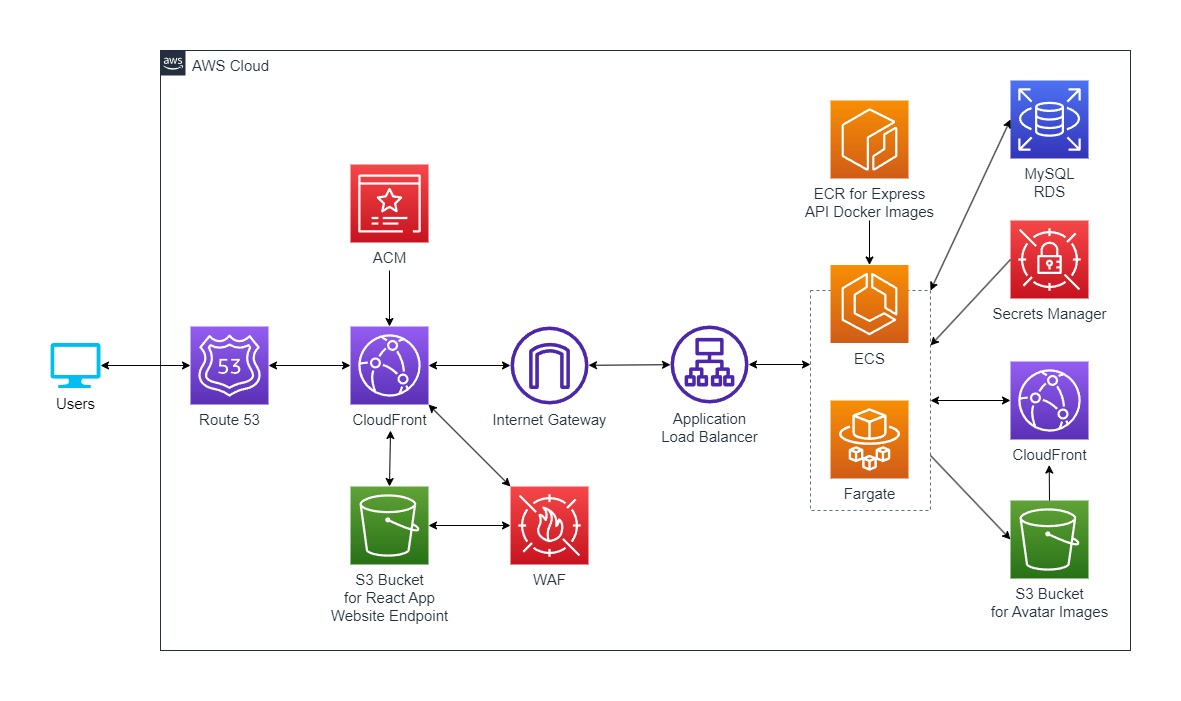 aws
AWS Cloud
MySQL
RDS
ECR for Express
API Docker Images
ACM
Secrets Manager
ECS
53
Users
Route 53
CloudFront
Internet Gateway
Application
Load Balancer
CloudFront
Fargate
S3 Bucket
for React App
Website Endpoint
WAF
S3 Bucket
for Avatar Images